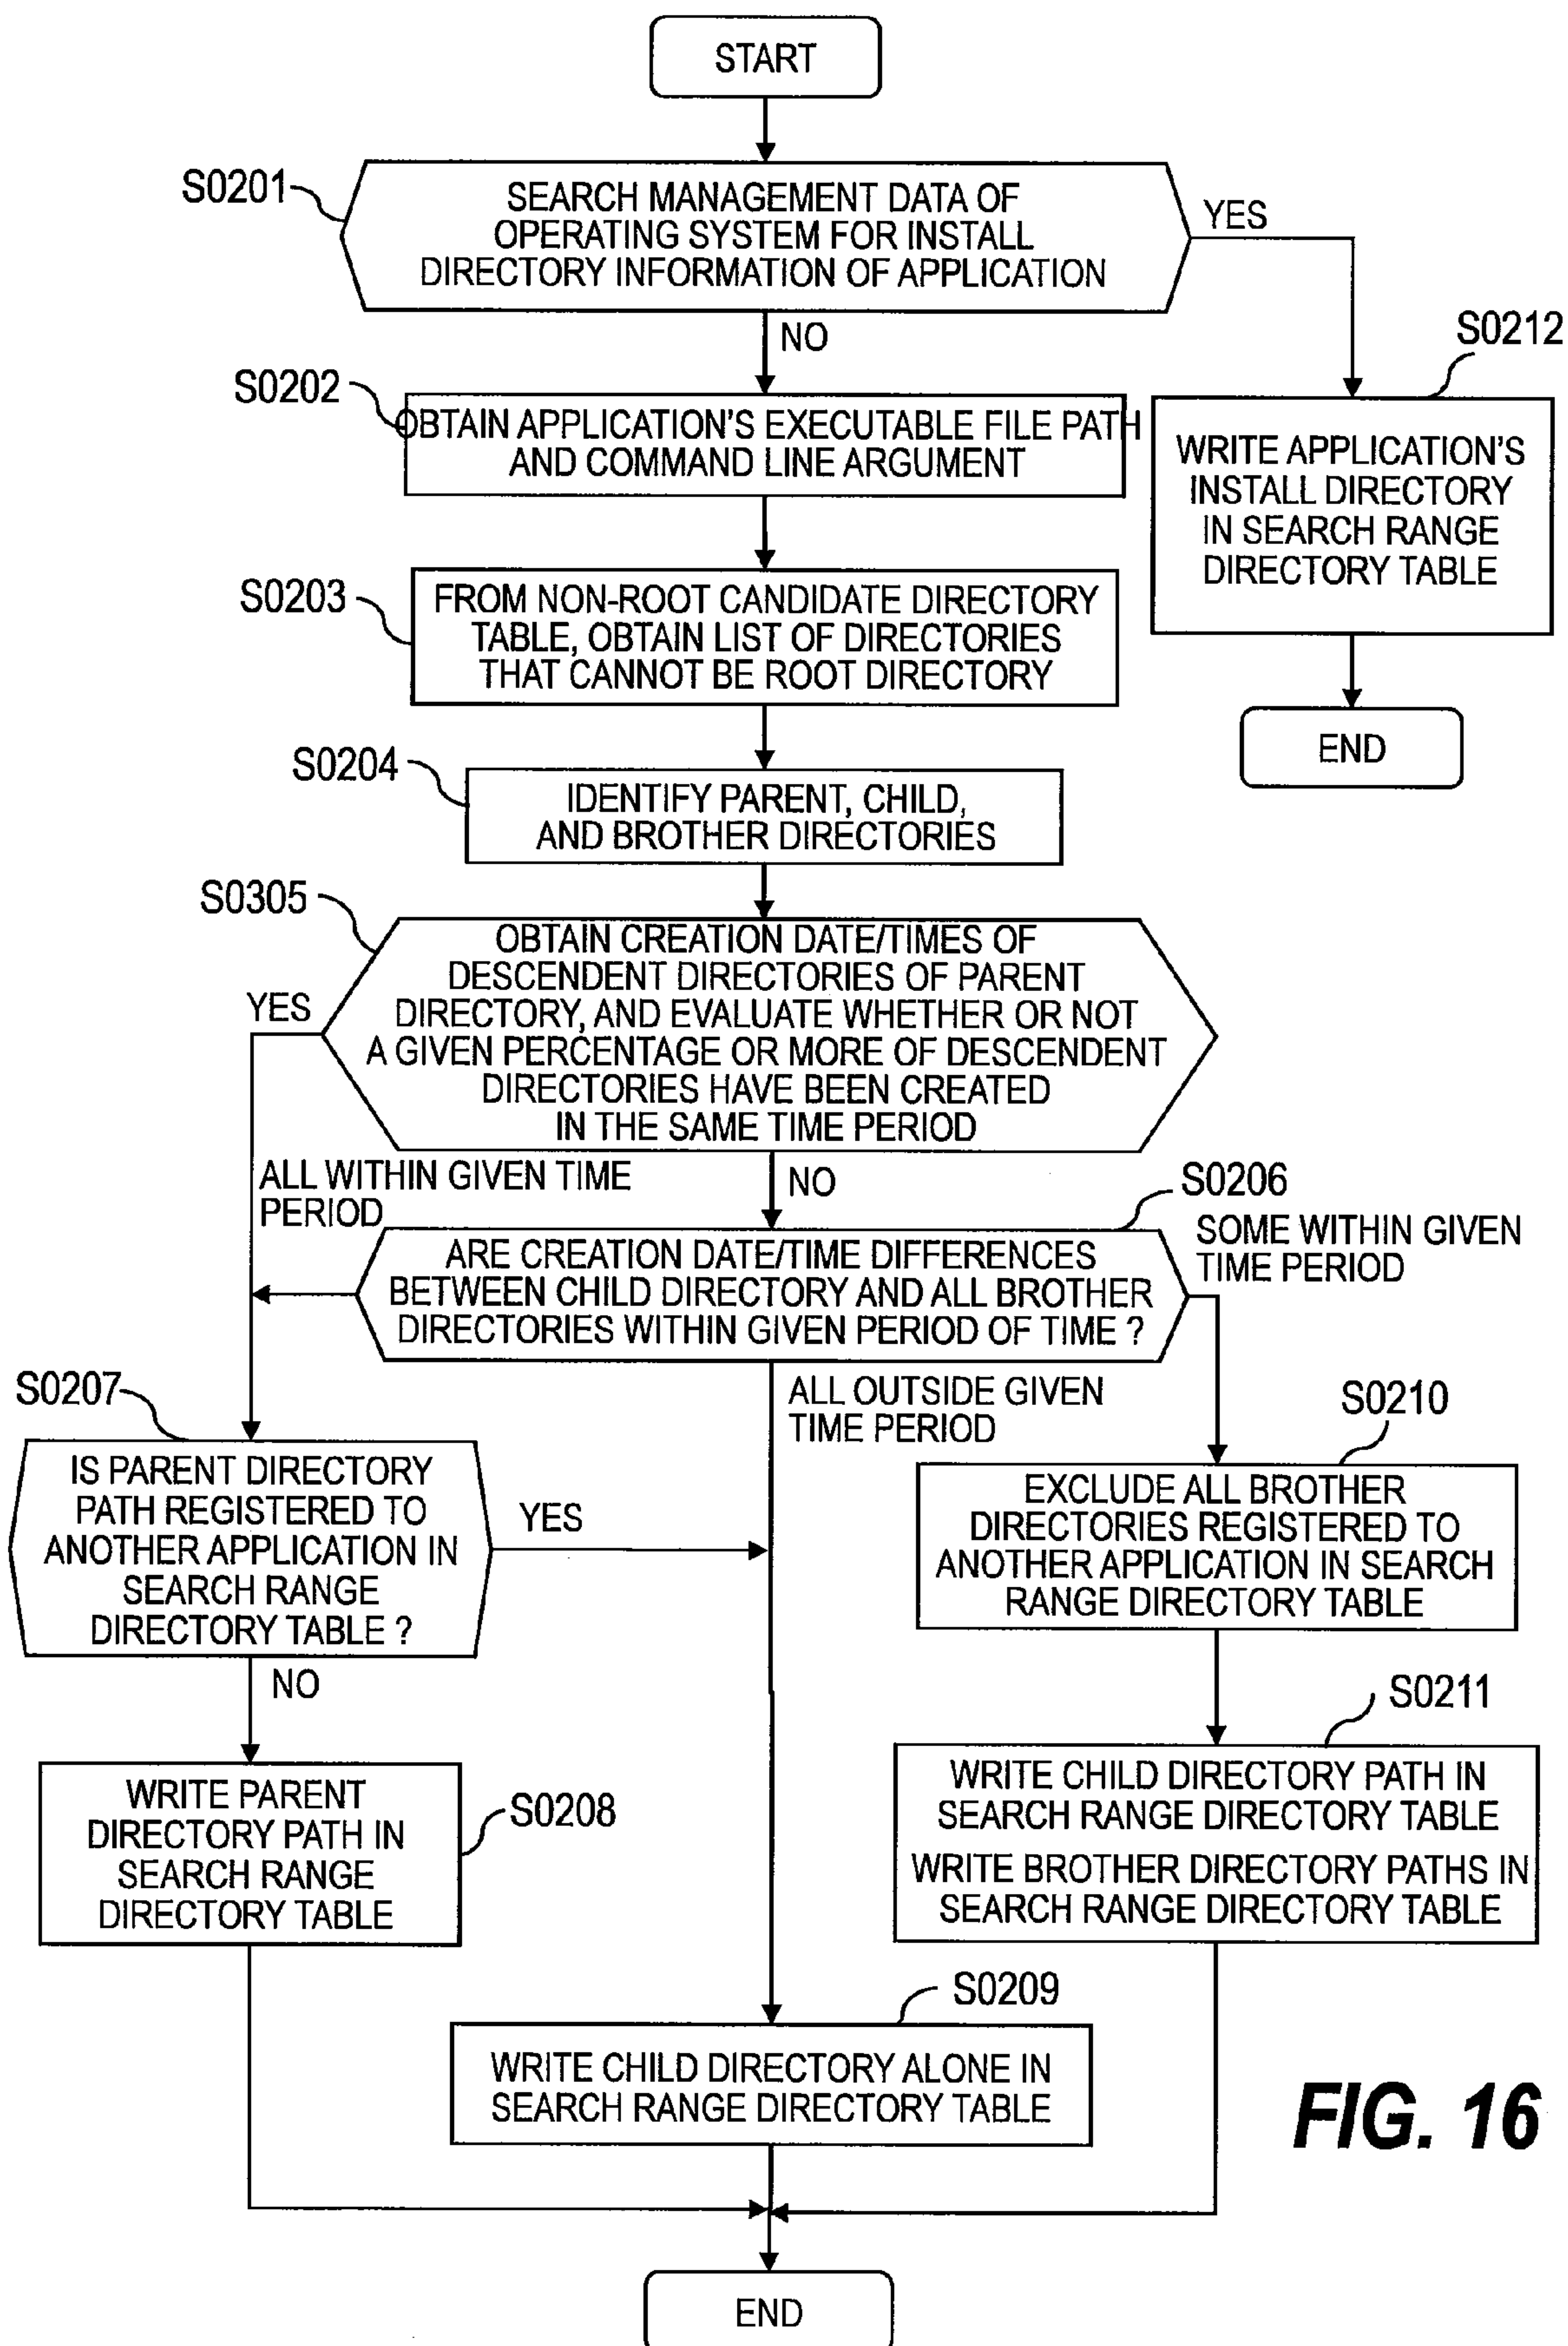 START
S0201
SEARCH MANAGEMENT DATA OF
OPERATING SYSTEM FOR INSTALL
DIRECTORY INFORMATION OF APPLICATION
YES
NO
S0212
WRITE APPLICATION'S
INSTALL DIRECTORY
IN SEARCH RANGE
DIRECTORY TABLE
END
S0202
OBTAIN APPLICATION'S EXECUTABLE FILE PATH
AND COMMAND LINE ARGUMENT
S0203
FROM NON-ROOT CANDIDATE DIRECTORY
TABLE, OBTAIN LIST OF DIRECTORIES
THAT CANNOT BE ROOT DIRECTORY
S0204
IDENTIFY PARENT, CHILD,
AND BROTHER DIRECTORIES
S0305
OBTAIN CREATION DATE/TIMES OF
DESCENDENT DIRECTORIES OF PARENT
DIRECTORY, AND EVALUATE WHETHER OR NOT
A GIVEN PERCENTAGE OR MORE OF DESCENDENT
DIRECTORIES HAVE BEEN CREATED
IN THE SAME TIME PERIOD
YES
NO
ALL WITHIN GIVEN TIME
PERIOD
S0206
ARE CREATION DATE/TIME DIFFERENCES
BETWEEN CHILD DIRECTORY AND ALL BROTHER
DIRECTORIES WITHIN GIVEN PERIOD OF TIME ?
SOME WITHIN GIVEN
TIME PERIOD
ALL OUTSIDE GIVEN
TIME PERIOD
S0207
IS PARENT DIRECTORY
PATH REGISTERED TO
ANOTHER APPLICATION IN
SEARCH RANGE
DIRECTORY TABLE ?
YES
NO
S0210
EXCLUDE ALL BROTHER
DIRECTORIES REGISTERED TO
ANOTHER APPLICATION IN SEARCH
RANGE DIRECTORY TABLE
S0208
WRITE PARENT
DIRECTORY PATH IN
SEARCH RANGE
DIRECTORY TABLE
S0211
WRITE CHILD DIRECTORY PATH IN
SEARCH RANGE DIRECTORY TABLE
WRITE BROTHER DIRECTORY PATHS IN
SEARCH RANGE DIRECTORY TABLE
S0209
WRITE CHILD DIRECTORY ALONE IN
SEARCH RANGE DIRECTORY TABLE
END
FIG. 16